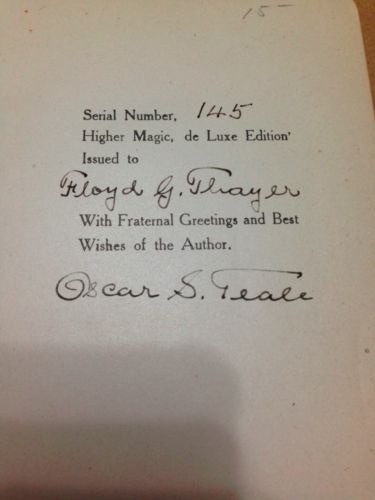 15-
Serial Number, 145
Higher Magic, de Luxe Edition'
Issued to
Floyd G. Thayer
With Fraternal Greetings and Best
Wishes of the Author.
Oscar S. Teale